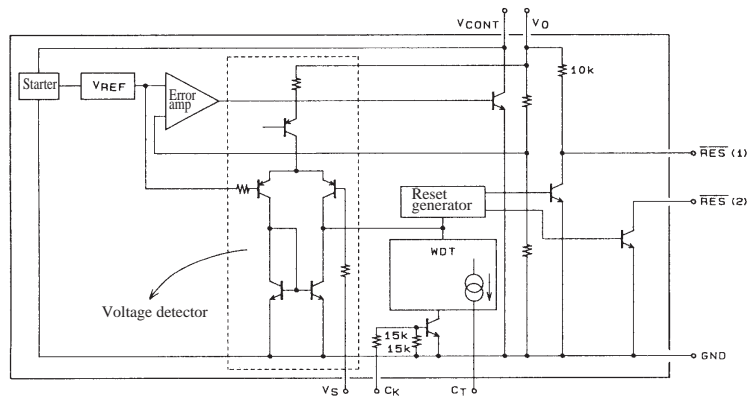 VCONT VO
10k
Starter
VREF
Error
amp
RES (1)
Reset
generator
RES (2)
WDT
Voltage detector
15k
15k
GND
VS CK CT